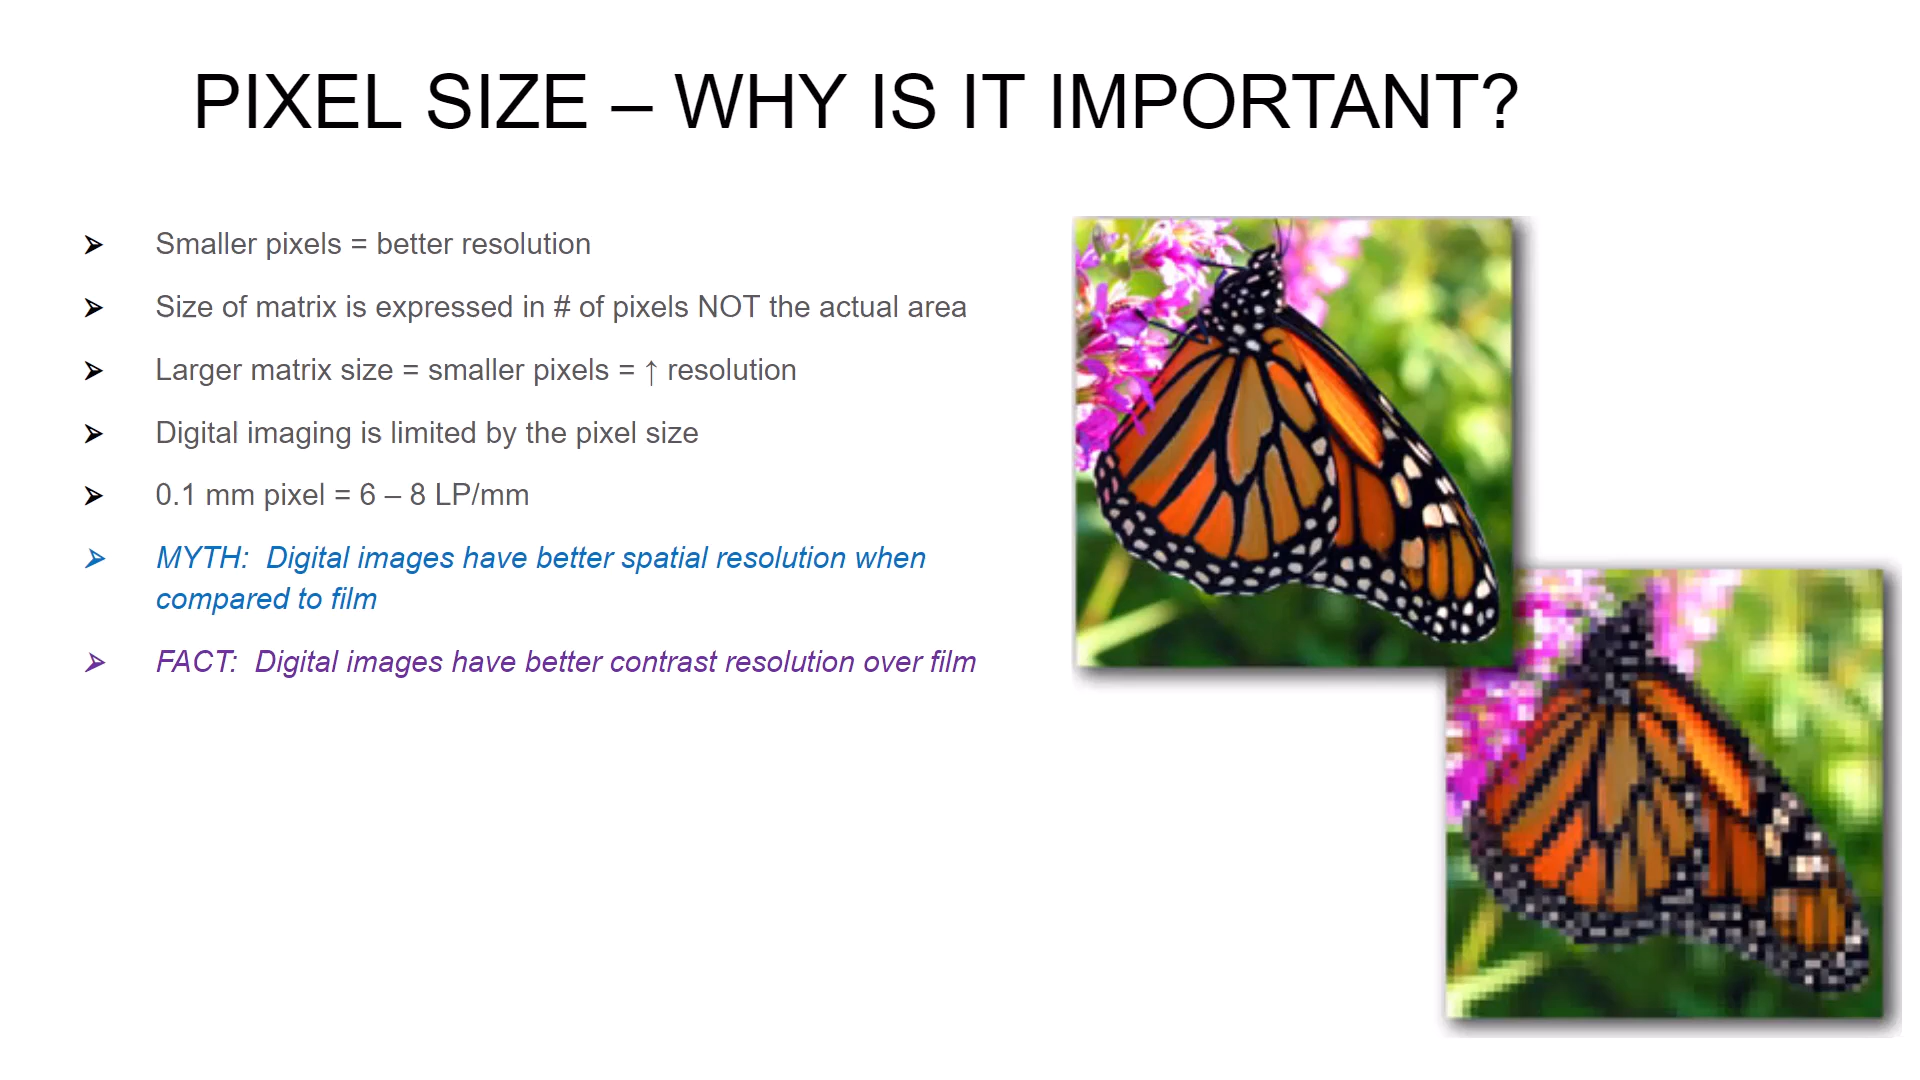 PIXEL SIZE – WHY IS IT IMPORTANT?
➢ Smaller pixels = better resolution
➢ Size of matrix is expressed in # of pixels NOT the actual area
➢ Larger matrix size = smaller pixels = ↑ resolution
➢ Digital imaging is limited by the pixel size
➢ 0.1 mm pixel = 6 – 8 LP/mm
➢ MYTH:  Digital images have better spatial resolution when
compared to film
➢ FACT:  Digital images have better contrast resolution over film